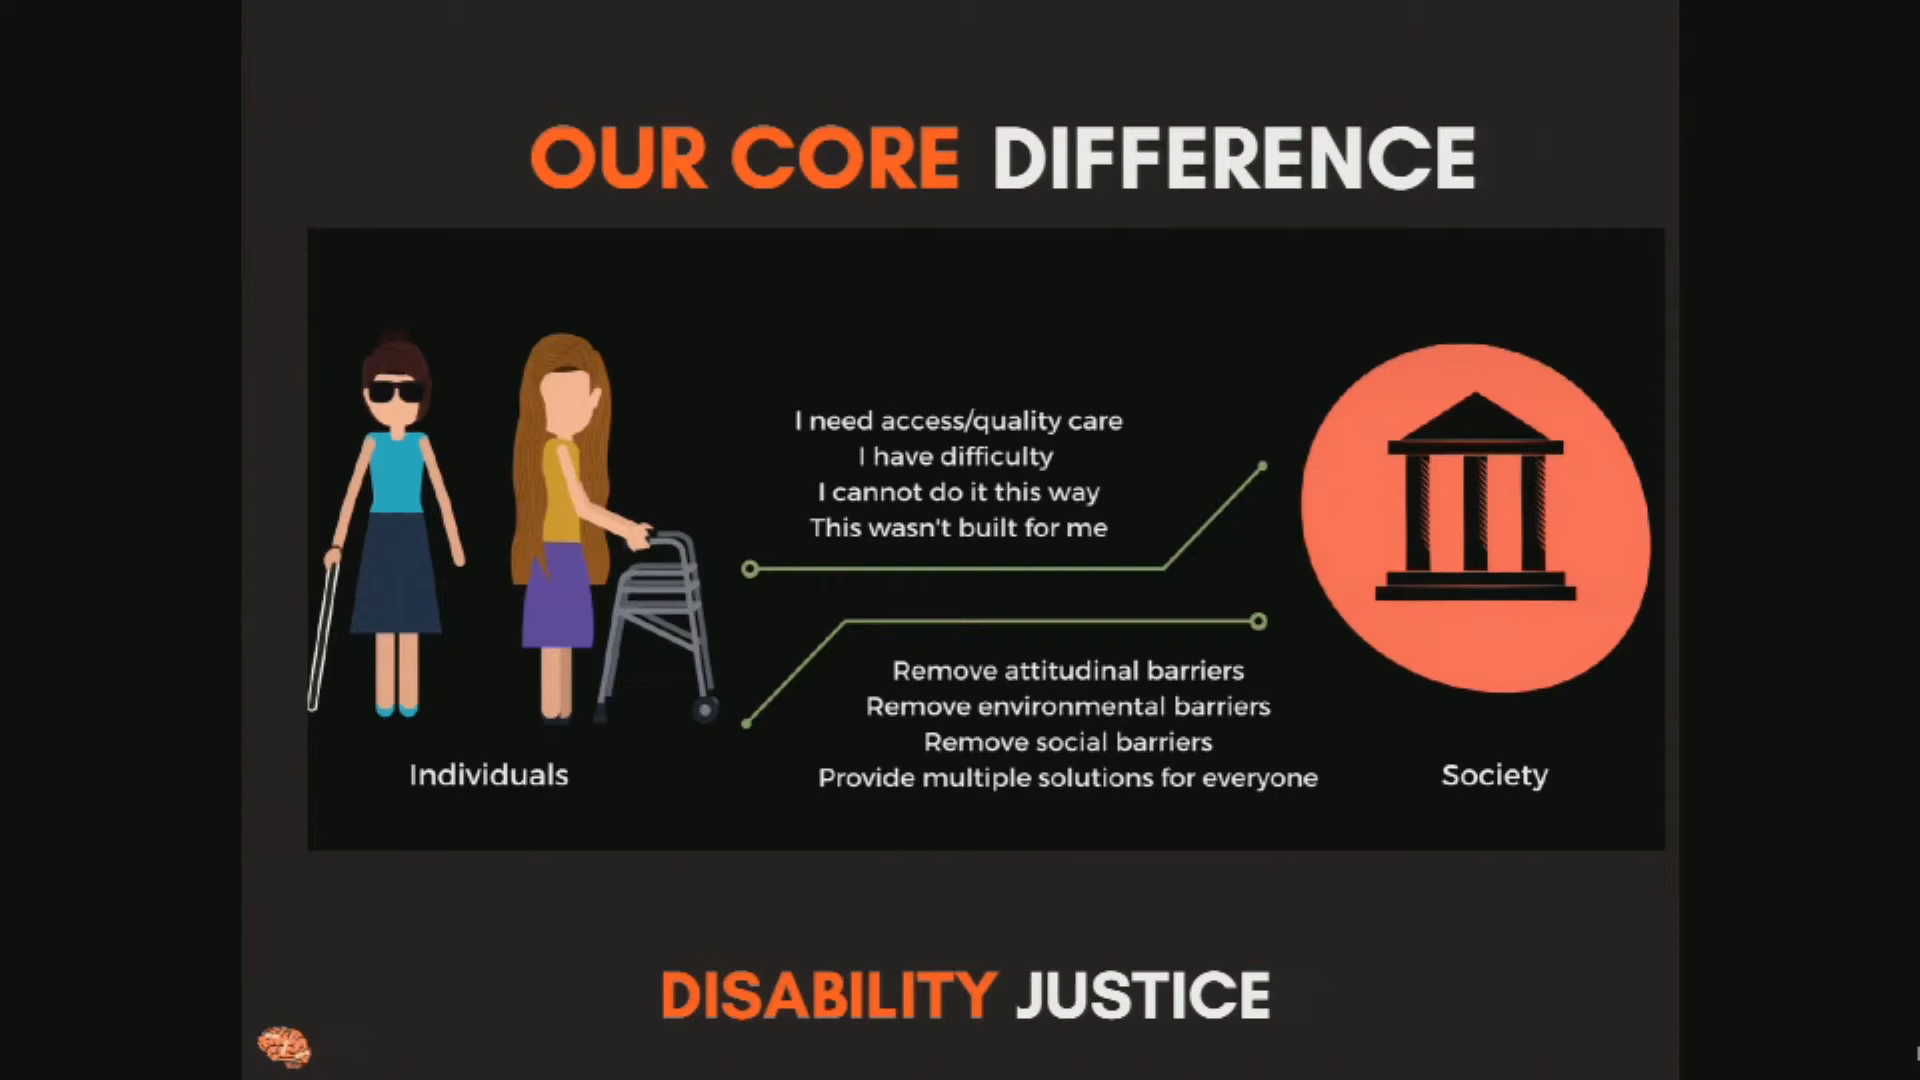 OUR CORE DIFFERENCE
I need access/quality care
I have difficulty
I cannot do it this way
This wasn't built for me
Remove attitudinal barriers
Remove environmental barriers
Remove social barriers
Provide multiple solutions for everyone
Individuals
Society
DISABILITY JUSTICE